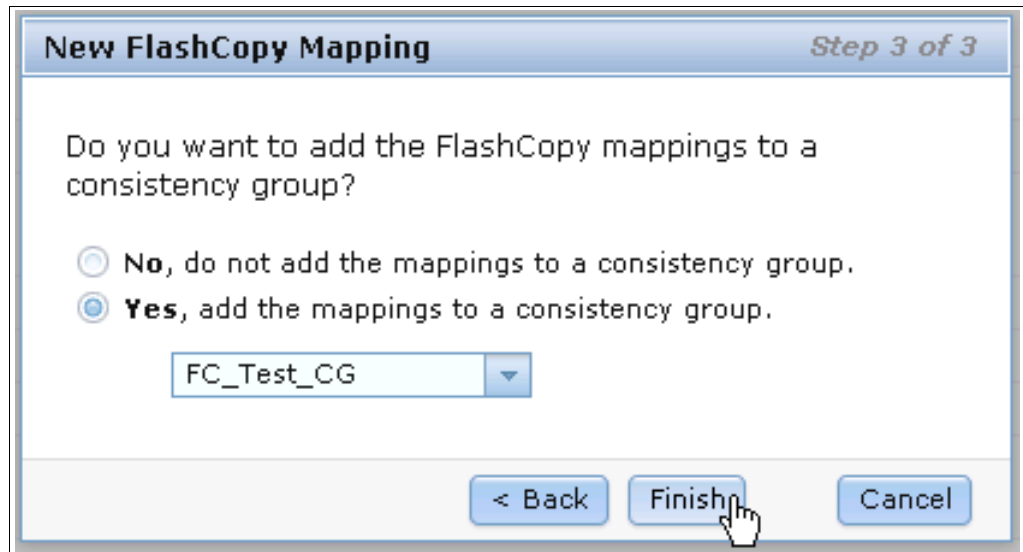 New FlashCopy Mapping Step 3 of 3
Do you want to add the FlashCopy mappings to a
consistency group?
No, do not add the mappings to a consistency group.
Yes, add the mappings to a consistency group.
FC_Test_CG
< Back Finish Cancel